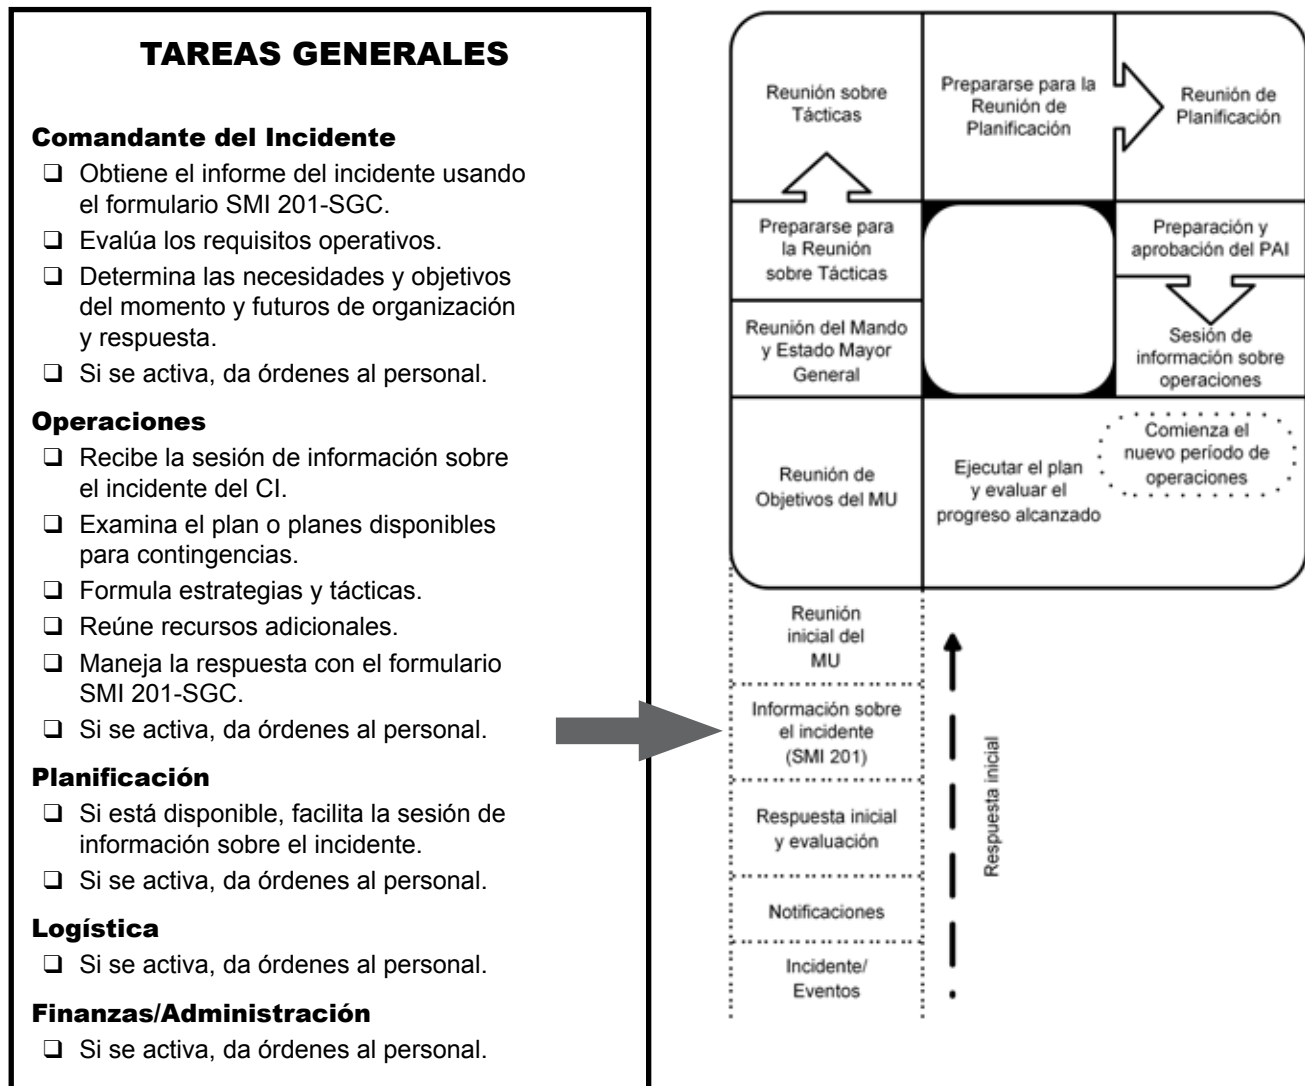 TAREAS GENERALES
Comandante del Incidente
❑ Obtiene el informe del incidente usando
el formulario SMI 201-SGC.
❑ Evalúa los requisitos operativos.
❑ Determina las necesidades y objetivos
del momento y futuros de organización
y respuesta.
❑ Si se activa, da órdenes al personal.
Operaciones
❑ Recibe la sesión de información sobre
el incidente del CI.
❑ Examina el plan o planes disponibles
para contingencias.
❑ Formula estrategias y tácticas.
❑ Reúne recursos adicionales.
❑ Maneja la respuesta con el formulario
SMI 201-SGC.
❑ Si se activa, da órdenes al personal.
Planificación
❑ Si está disponible, facilita la sesión de
información sobre el incidente.
❑ Si se activa, da órdenes al personal.
Logística
❑ Si se activa, da órdenes al personal.
Finanzas/Administración
❑ Si se activa, da órdenes al personal.
Reunión sobre
Tácticas
Prepararse para la
Reunión de
Planificación
Reunión de
Planificación
Prepararse para
la Reunión
sobre Tácticas
Preparación y
aprobación del PAI
Reunión del Mando
y Estado Mayor
General
Sesión de
información sobre
operaciones
Reunión de
Objetivos del MU
Ejecutar el plan
y evaluar el
progreso alcanzado
Comienza el
nuevo período de
operaciones
Reunión
inicial del
MU
Información sobre
el incidente
(SMI 201)
Respuesta inicial
y evaluación
Notificaciones
Incidente/
Eventos
Respuesta inicial